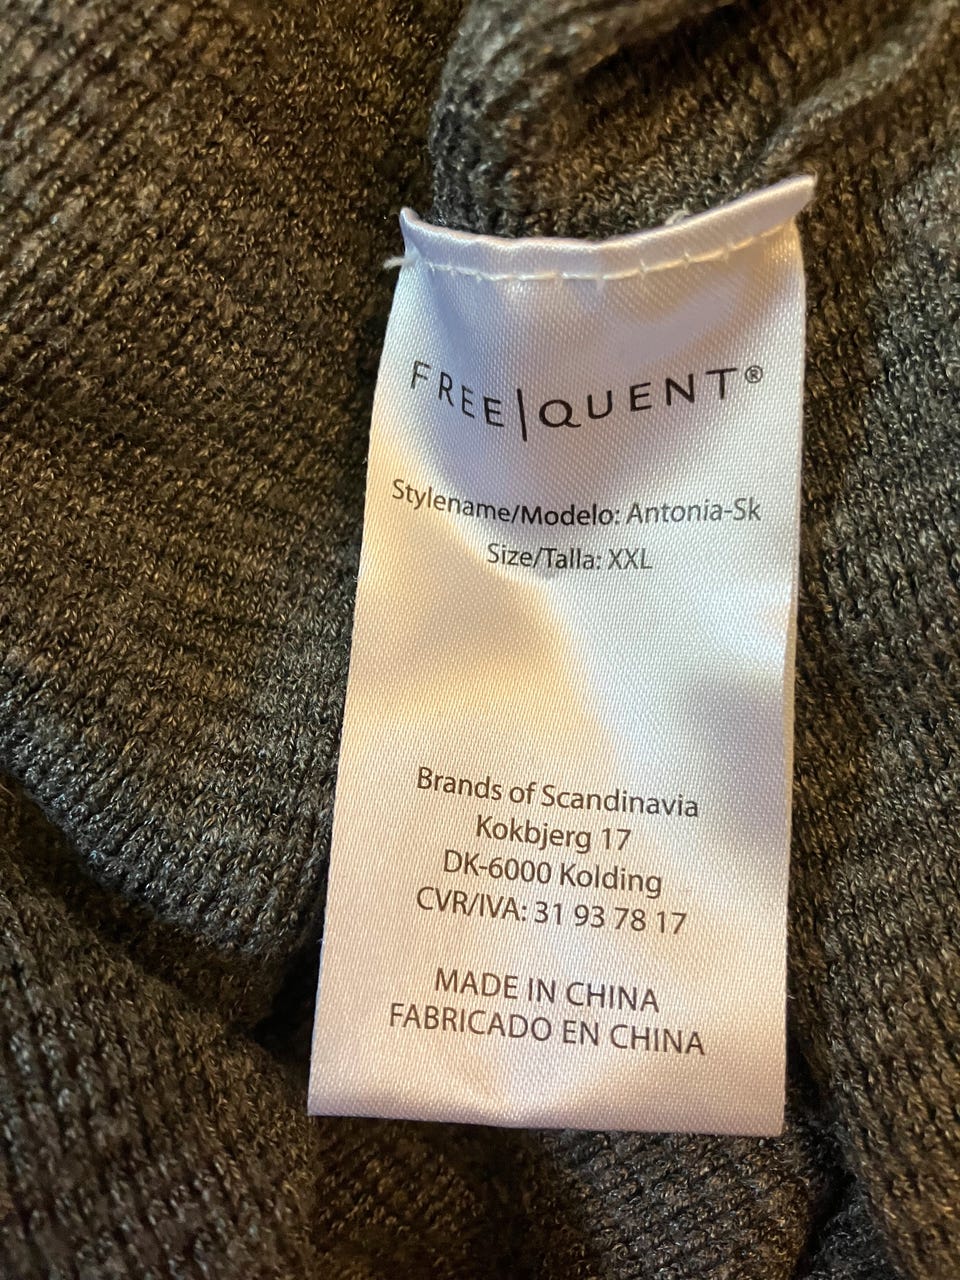 FREE|QUENT®
Stylename/Modelo: Antonia-Sk
Size/Talla: XXL
Brands of Scandinavia
Kokbjerg 17
DK-6000 Kolding
CVR/IVA: 31 93 78 17
MADE IN CHINA
FABRICADO EN CHINA